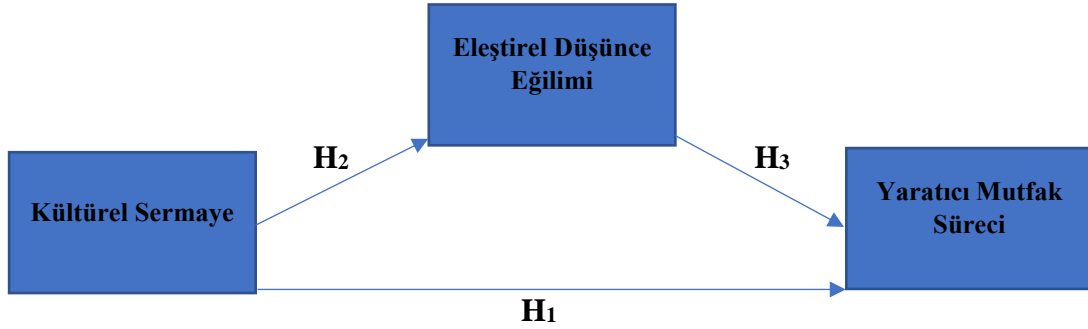 Eleştirel Düşünce
Eğilimi
H2
H3
Kültürel Sermaye
Yaratıcı Mutfak
Süreci
H1